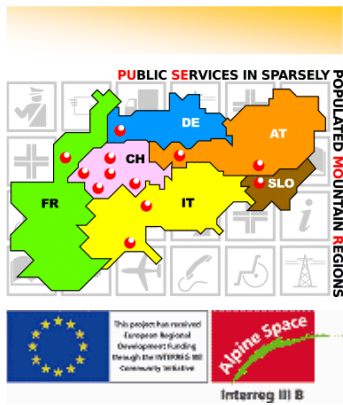 PUBLIC SERVICES IN SPARSELY
POPULATED MOUNTAIN REGIONS
DE
AT
CH
SLO
FR
IT
i
This project has received
European Regional
Development Funding
through the INTERREG III B
Community Initiative
Alpine Space
Interreg III B